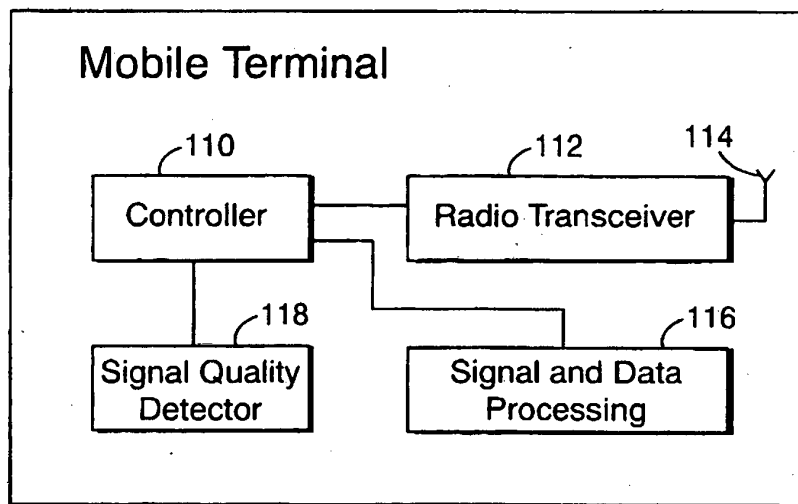 Mobile Terminal
110
112
114
Controller
Radio Transceiver
118
116
Signal Quality
Detector
Signal and Data
Processing